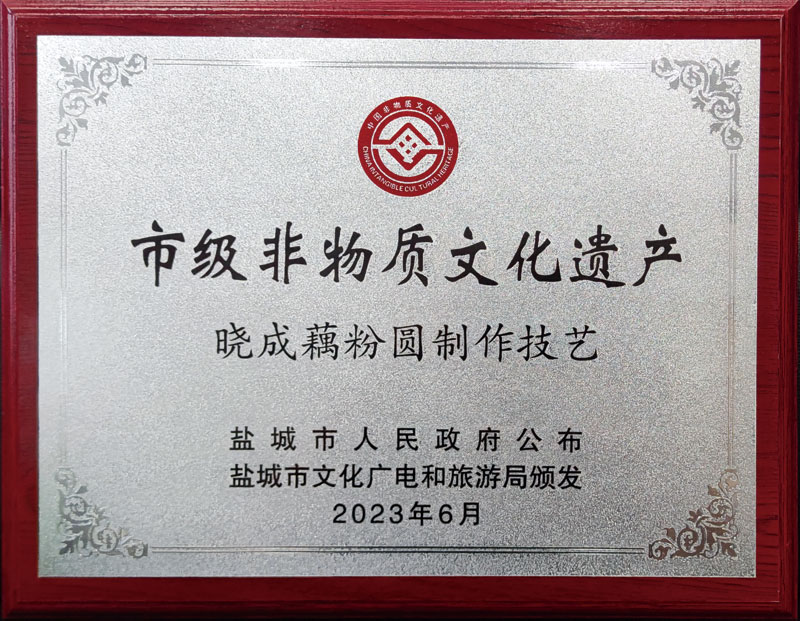 中国非物质文化遗产
CHINA INTANGIBLE CULTURAL HERITAGE
市级非物质文化遗产
晓成藕粉圆制作技艺
盐城市人民政府公布
盐城市文化广电和旅游局颁发
2023年6月